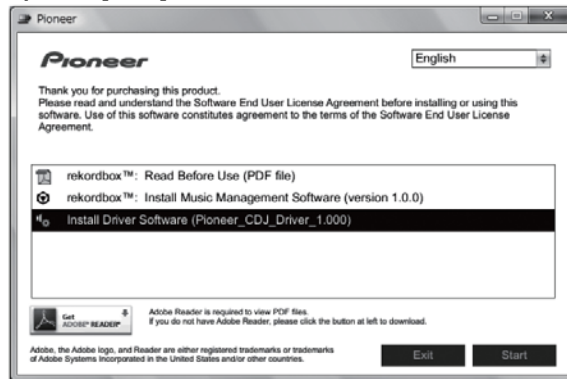 Pioneer
Pioneer
English
Thank you for purchasing this product.
Please read and understand the Software End User License Agreement before installing or using this
software. Use of this software constitutes agreement to the terms of the Software End User License
Agreement.
rekordbox™: Read Before Use (PDF file)
rekordbox™: Install Music Management Software (version 1.0.0)
Install Driver Software (Pioneer_CDJ_Driver_1.000)
Get
ADOBE® READER®
Adobe Reader is required to view PDF files.
If you do not have Adobe Reader, please click the button at left to download.
Adobe, the Adobe logo, and Reader are either registered trademarks or trademarks
of Adobe Systems Incorporated in the United States and/or other countries.
Exit
Start